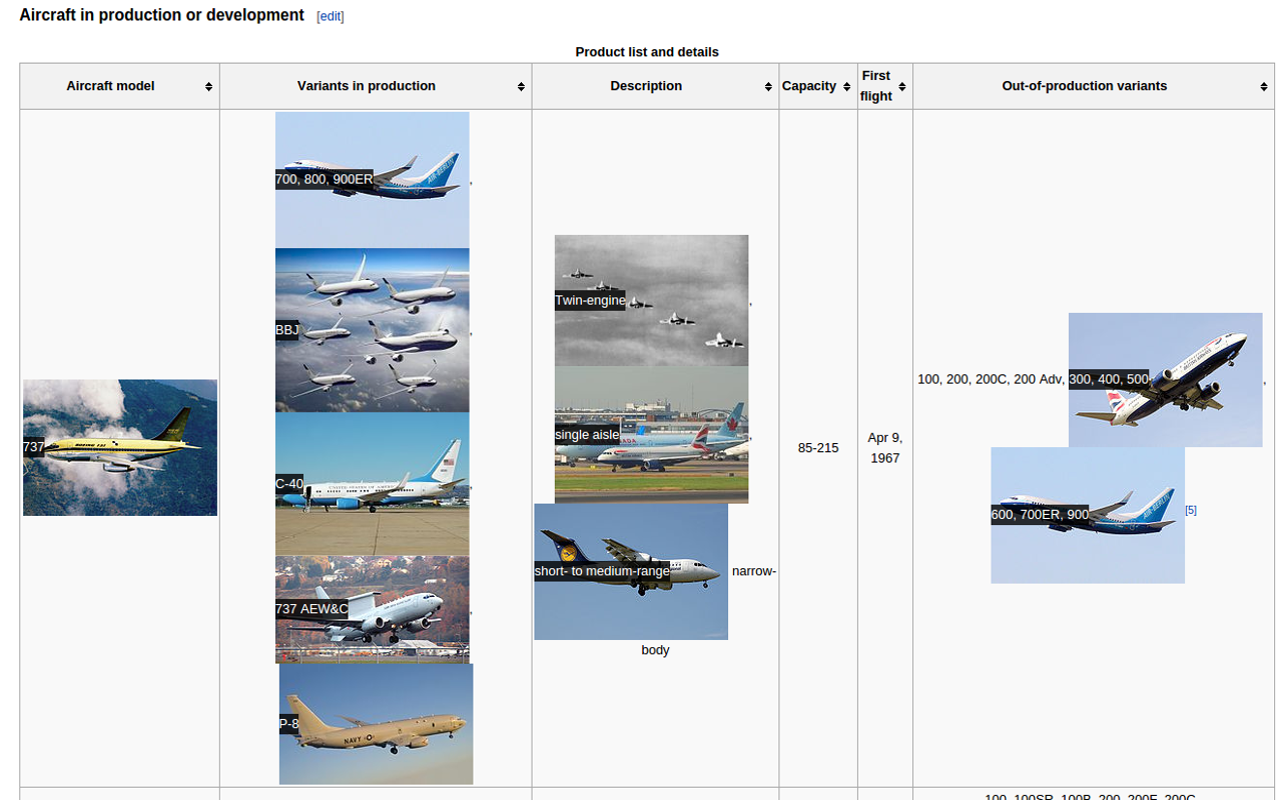 Aircraft in production or development [edit]
Product list and details
Aircraft model
Variants in production
Description
Capacity
First
flight
Out-of-production variants
737
700, 800, 900ER,
BBJ,
C-40,
737 AEW&C,
P-8
Twin-engine,
single aisle,
short- to medium-range narrow-
body
85-215
Apr 9,
1967
100, 200, 200C, 200 Adv, 300, 400, 500,
600, 700ER, 900[5]
100, 100SR, 100B, 200, 200F, 200C
NAVY